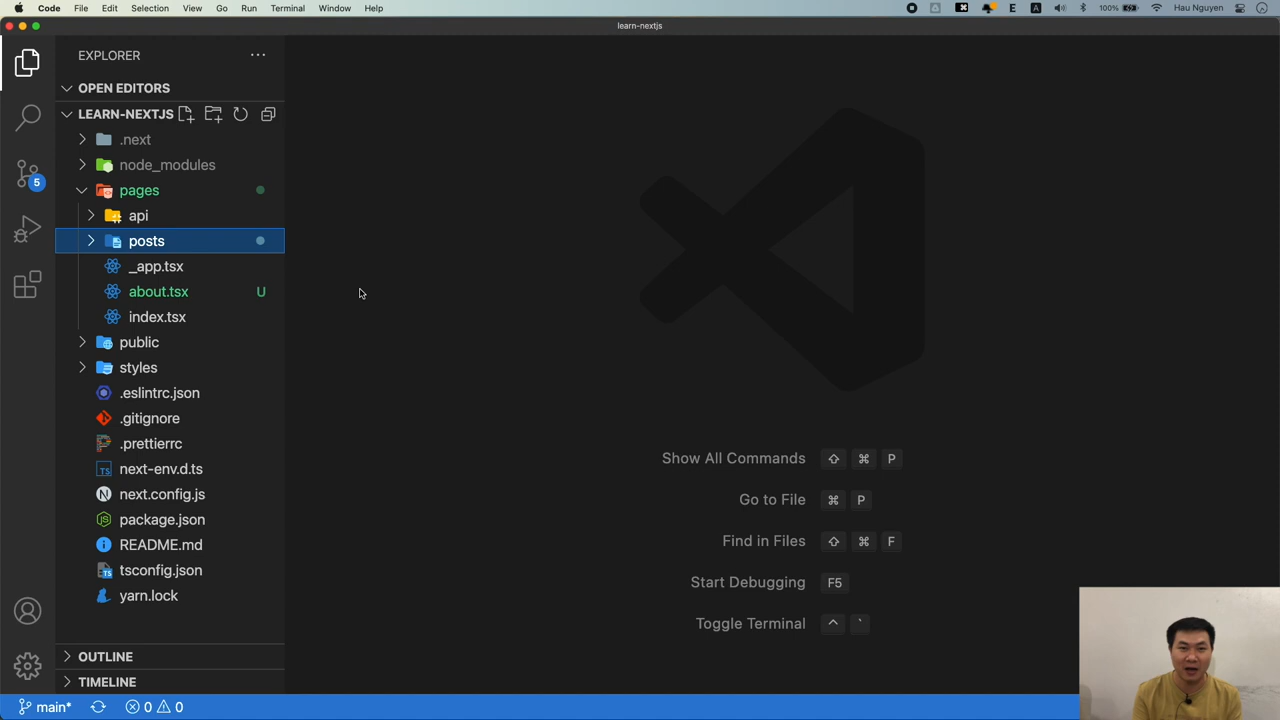 Code File Edit Selection View Go Run Terminal Window Help E A 100% Hau Nguyen
learn-nextjs
EXPLORER
OPEN EDITORS
LEARN-NEXTJS
.next
node_modules
pages
api
posts
_app.tsx
about.tsx U
index.tsx
public
styles
.eslintrc.json
.gitignore
.prettierrc
TS next-env.d.ts
N next.config.js
JS package.json
README.md
TS tsconfig.json
yarn.lock
OUTLINE
TIMELINE
5
Show All Commands ⇧ ⌘ P
Go to File ⌘ P
Find in Files ⇧ ⌘ F
Start Debugging F5
Toggle Terminal ^ `
main* 0 0